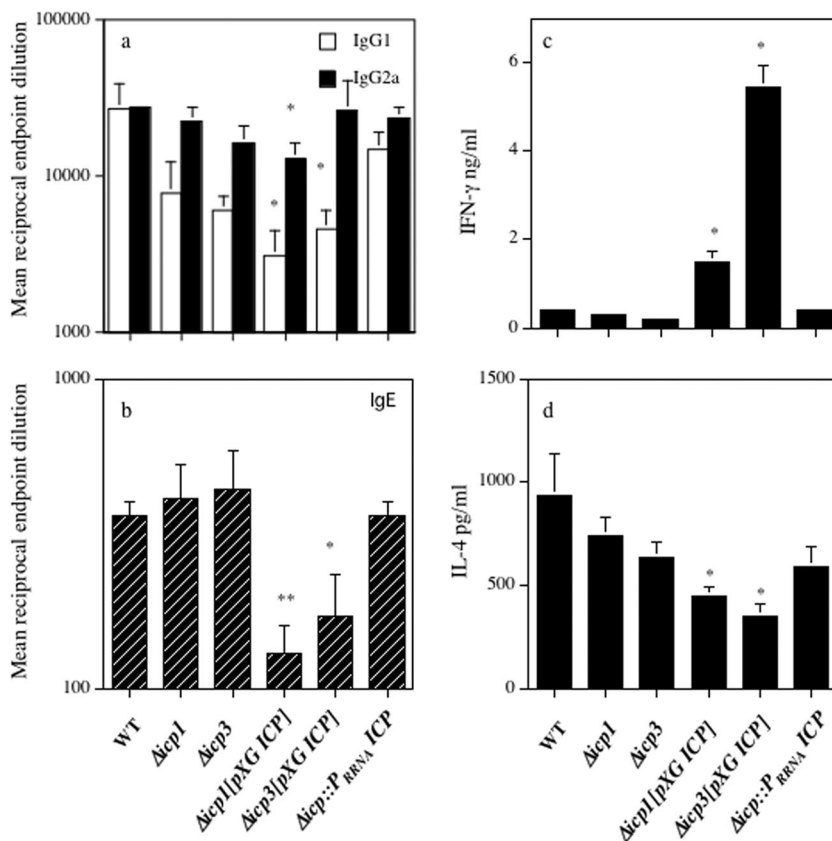 a
IgG1
IgG2a
Mean reciprocal endpoint dilution
100000
10000
1000
*
*
*
c
IFN-γ ng/ml
6
4
2
0
*
*
b
IgE
Mean reciprocal endpoint dilution
1000
100
**
*
WT
Δicp1
Δicp3
Δicp1[pXG ICP]
Δicp3[pXG ICP]
Δicp::P_RRNA ICP
d
IL-4 pg/ml
1500
1000
500
0
*
*
WT
Δicp1
Δicp3
Δicp1[pXG ICP]
Δicp3[pXG ICP]
Δicp::P_RRNA ICP